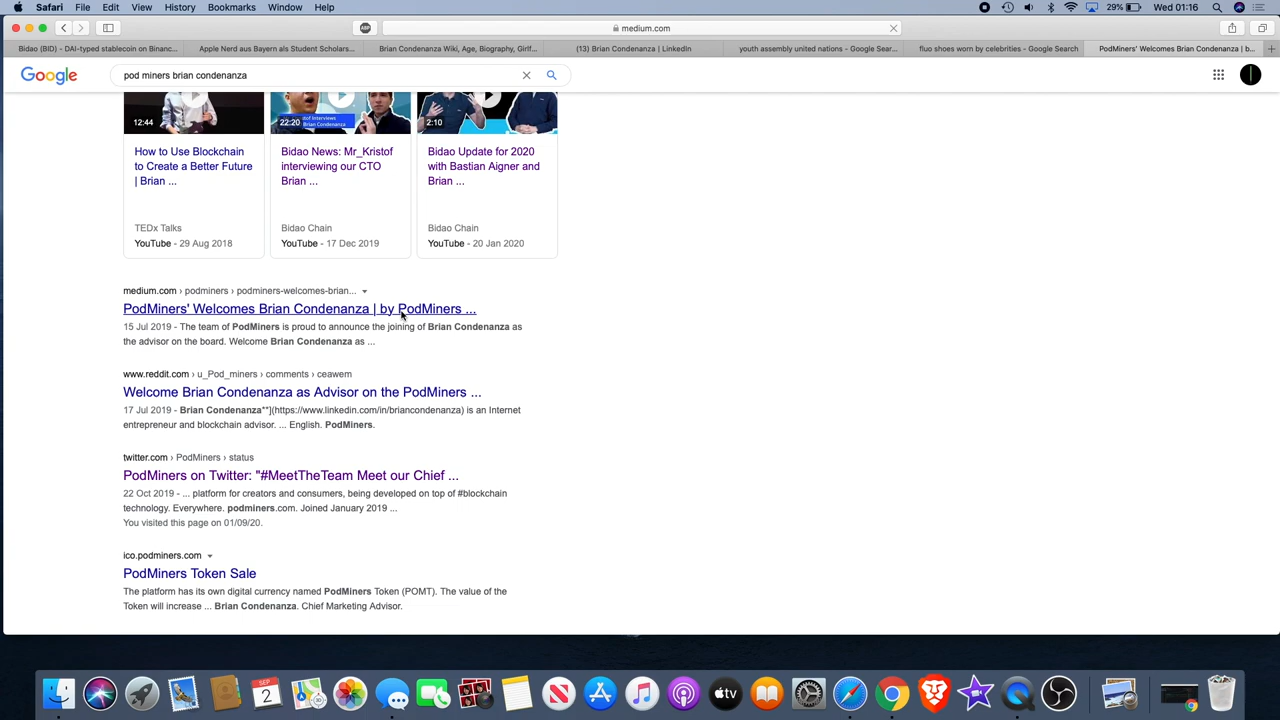 Safari File Edit View History Bookmarks Window Help 29% Wed 01:16
medium.com
Bidao (BID) - DAI-typed stablecoin on Binanc... Apple Nerd aus Bayern als Student Scholars... Brian Condenanza Wiki, Age, Biography, Girlf... (13) Brian Condenanza | LinkedIn youth assembly united nations - Google Sear... fluo shoes worn by celebrities - Google Search PodMiners' Welcomes Brian Condenanza | b...
Google pod miners brian condenanza
12:44 22:20 2:10
How to Use Blockchain
to Create a Better Future
| Brian ...
TEDx Talks
YouTube - 29 Aug 2018
Bidao News: Mr_Kristof
interviewing our CTO
Brian ...
Bidao Chain
YouTube - 17 Dec 2019
Bidao Update for 2020
with Bastian Aigner and
Brian ...
Bidao Chain
YouTube - 20 Jan 2020
medium.com › podminers › podminers-welcomes-brian...
PodMiners' Welcomes Brian Condenanza | by PodMiners ...
15 Jul 2019 - The team of PodMiners is proud to announce the joining of Brian Condenanza as
the advisor on the board. Welcome Brian Condenanza as ...
www.reddit.com › u_Pod_miners › comments › ceawem
Welcome Brian Condenanza as Advisor on the PodMiners ...
17 Jul 2019 - Brian Condenanza**](https://www.linkedin.com/in/briancondenanza) is an Internet
entrepreneur and blockchain advisor. ... English. PodMiners.
twitter.com › PodMiners › status
PodMiners on Twitter: "#MeetTheTeam Meet our Chief ...
22 Oct 2019 - ... platform for creators and consumers, being developed on top of #blockchain
technology. Everywhere. podminers.com. Joined January 2019 ...
You visited this page on 01/09/20.
ico.podminers.com
PodMiners Token Sale
The platform has its own digital currency named PodMiners Token (POMT). The value of the
Token will increase ... Brian Condenanza. Chief Marketing Advisor.
SEP
2
tv